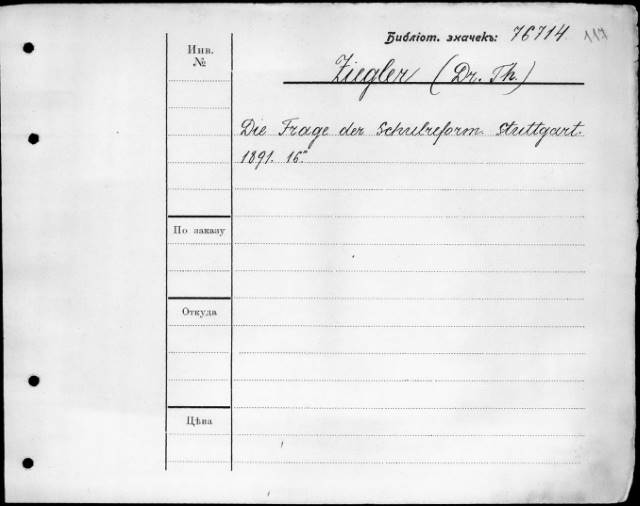 Библіот. значекъ: 76714 117
Инв.
№
Ziegler (Dr. Th.)
Die Frage der Schulreform. Stuttgart.
1891. 16°
По заказу
Откуда
Цѣна